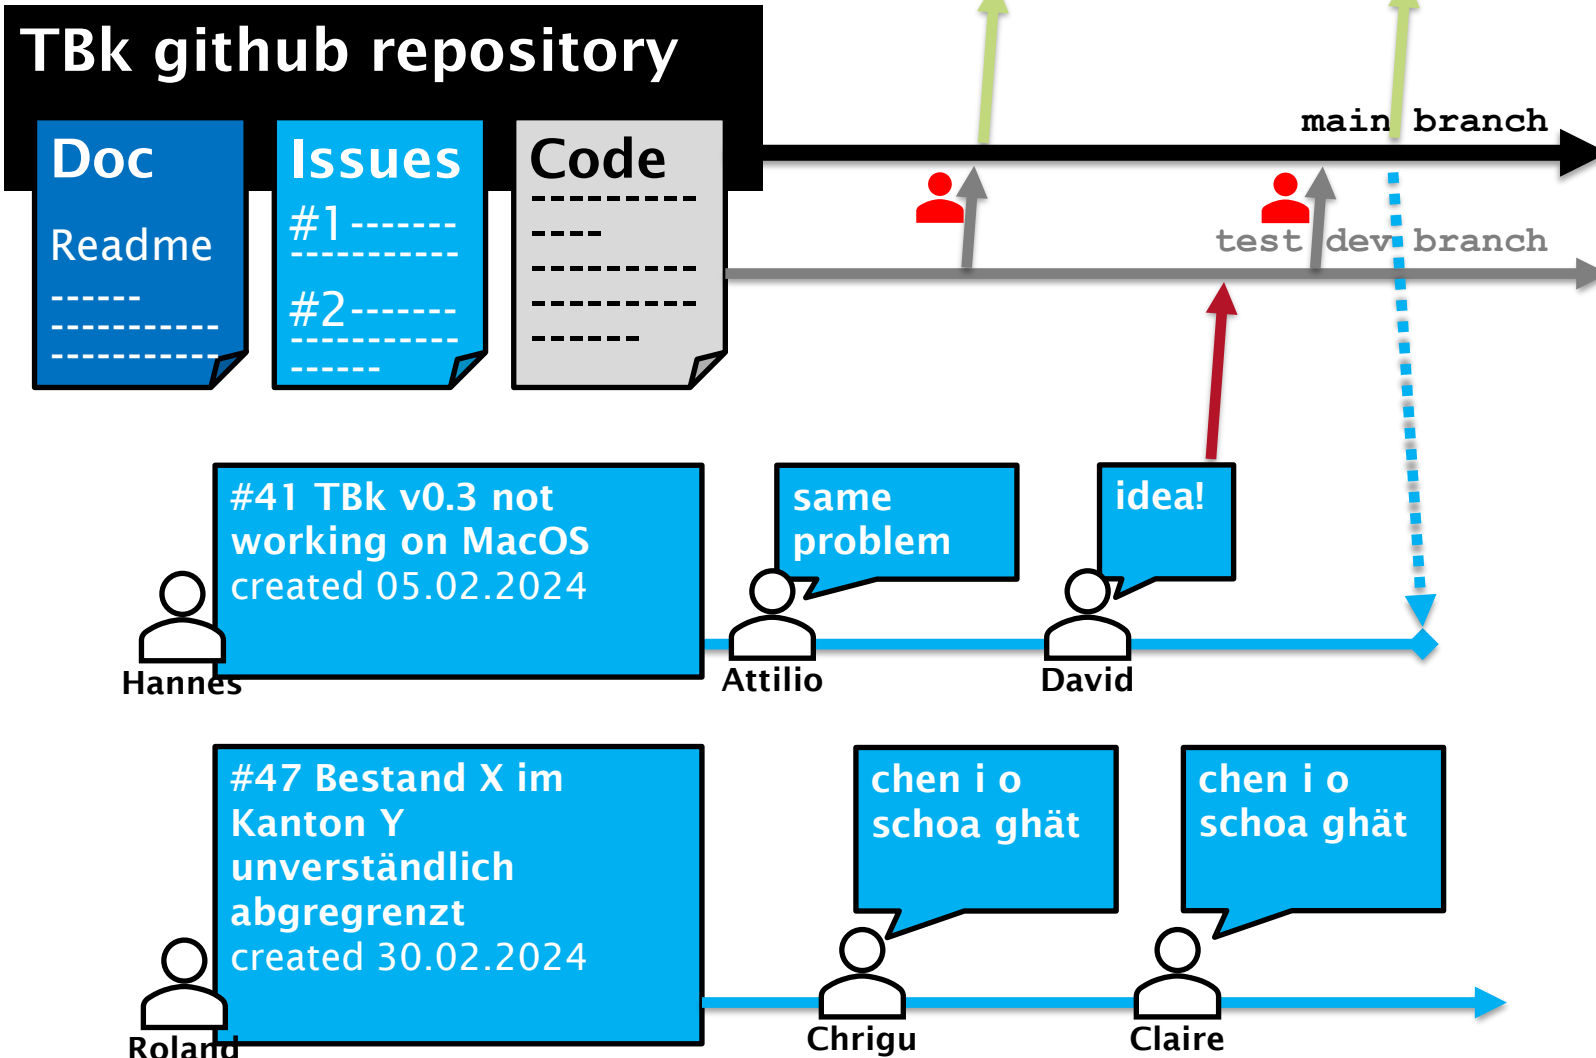 TBk github repository
Doc
Readme
------
-----------
-----------
Issues
#1-------
-----------
#2-------
-----------
------
Code
main branch
test dev branch
#41 TBk v0.3 not
working on MacOS
created 05.02.2024
same
problem
idea!
Hannes
Attilio
David
#47 Bestand X im
Kanton Y
unverständlich
abgregrenzt
created 30.02.2024
chen i o
schoa ghät
chen i o
schoa ghät
Roland
Chrigu
Claire